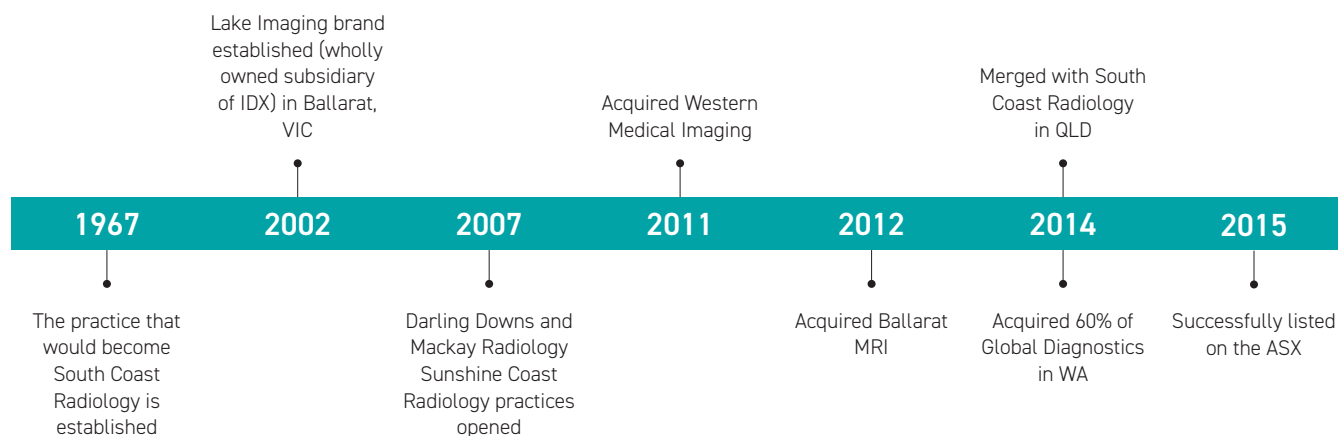 Lake Imaging brand
established (wholly
owned subsidiary
of IDX) in Ballarat,
VIC
Acquired Western
Medical Imaging
Merged with South
Coast Radiology
in QLD
1967
2002
2007
2011
2012
2014
2015
The practice that
would become
South Coast
Radiology is
established
Darling Downs and
Mackay Radiology
Sunshine Coast
Radiology practices
opened
Acquired Ballarat
MRI
Acquired 60% of
Global Diagnostics
in WA
Successfully listed
on the ASX